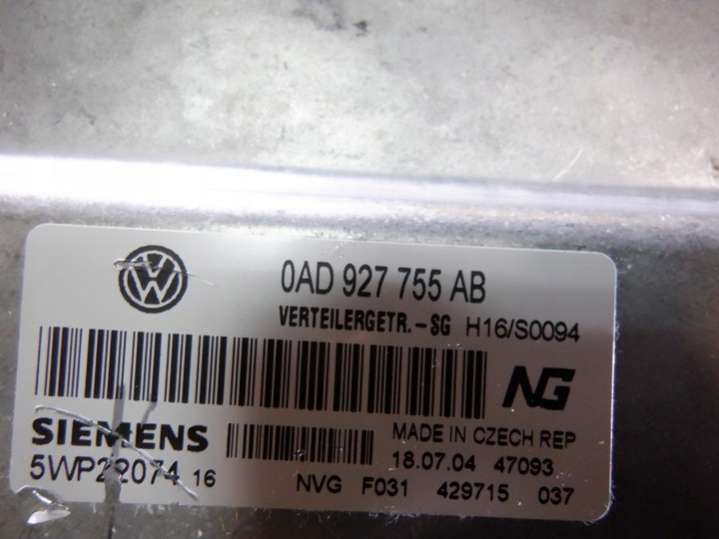 VW
0AD 927 755 AB
VERTEILERGETR.-SG H16/S0094
NG
SIEMENS MADE IN CZECH REP
5WP22074 16 18.07.04 47093
NVG F031 429715 037